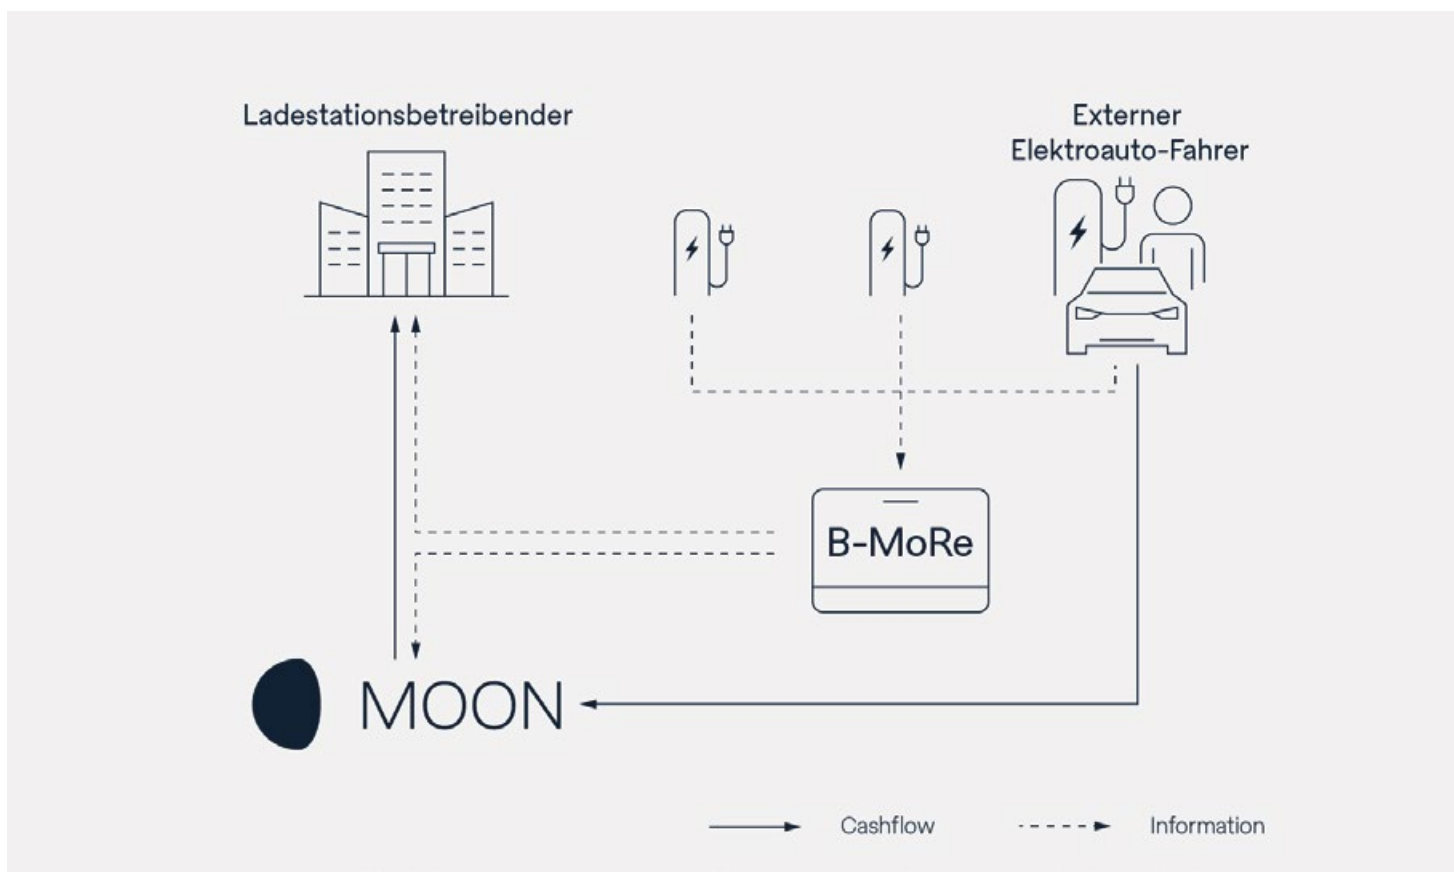 Ladestationsbetreibender
Externer
Elektroauto-Fahrer
B-MoRe
MOON
Cashflow
Information